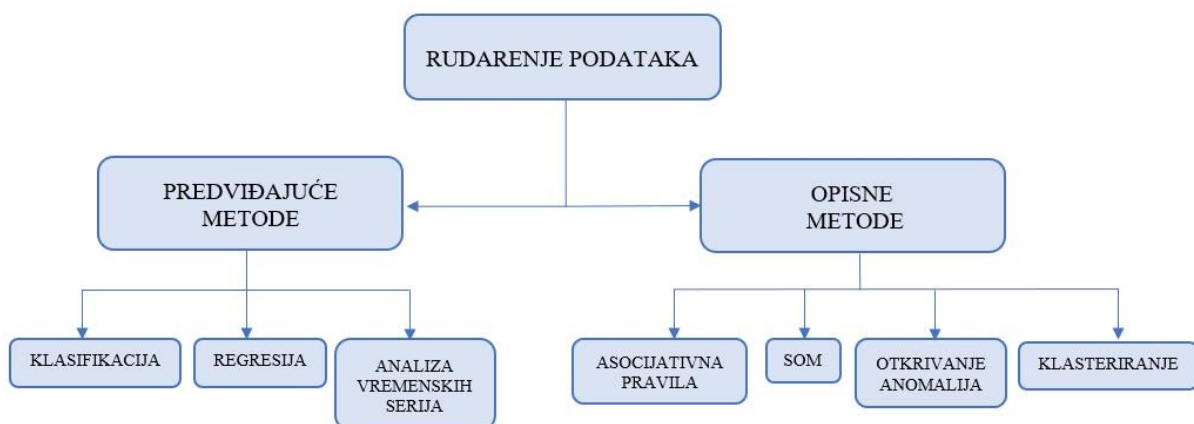 RUDARENJE PODATAKA
PREDVIĐAJUĆE
METODE
OPISNE
METODE
KLASIFIKACIJA
REGRESIJA
ANALIZA
VREMENSKIH
SERIJA
ASOCIJATIVNA
PRAVILA
SOM
OTKRIVANJE
ANOMALIJA
KLASTERIRANJE